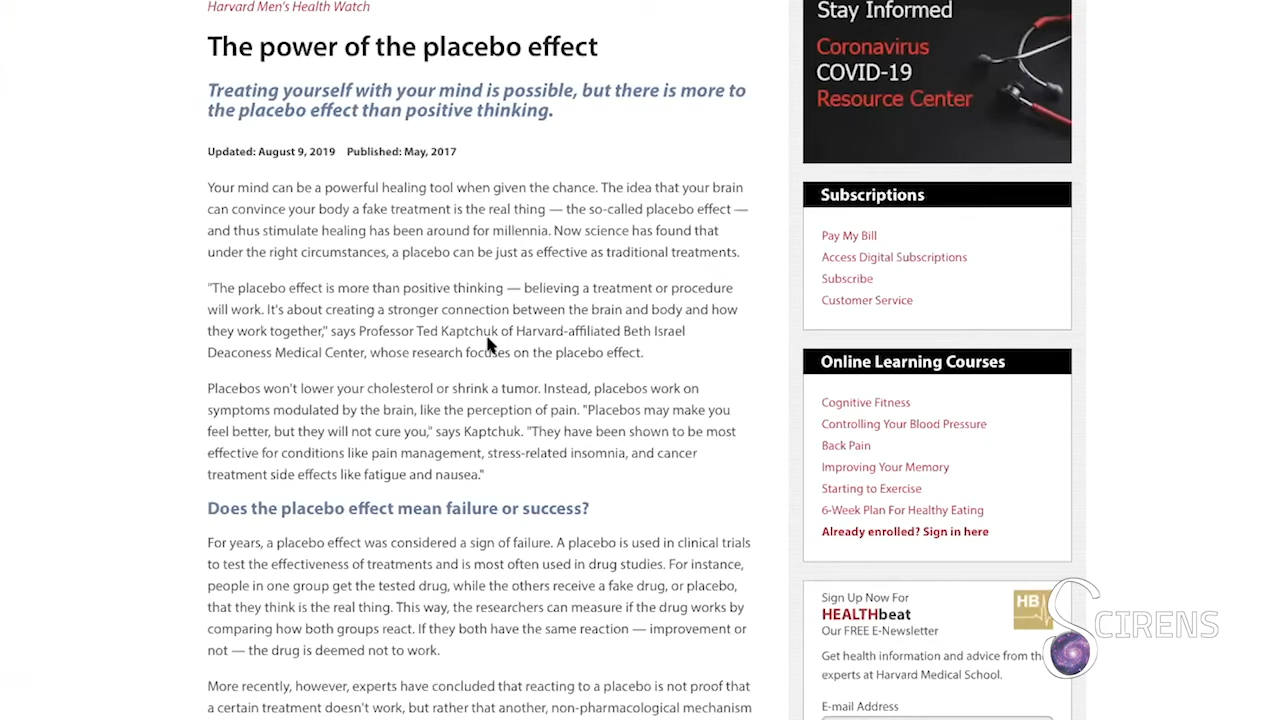 Harvard Men's Health Watch
The power of the placebo effect
Treating yourself with your mind is possible, but there is more to
the placebo effect than positive thinking.
Updated: August 9, 2019 Published: May, 2017
Your mind can be a powerful healing tool when given the chance. The idea that your brain
can convince your body a fake treatment is the real thing — the so-called placebo effect —
and thus stimulate healing has been around for millennia. Now science has found that
under the right circumstances, a placebo can be just as effective as traditional treatments.
"The placebo effect is more than positive thinking — believing a treatment or procedure
will work. It's about creating a stronger connection between the brain and body and how
they work together," says Professor Ted Kaptchuk of Harvard-affiliated Beth Israel
Deaconess Medical Center, whose research focuses on the placebo effect.
Placebos won't lower your cholesterol or shrink a tumor. Instead, placebos work on
symptoms modulated by the brain, like the perception of pain. "Placebos may make you
feel better, but they will not cure you," says Kaptchuk. "They have been shown to be most
effective for conditions like pain management, stress-related insomnia, and cancer
treatment side effects like fatigue and nausea."
Does the placebo effect mean failure or success?
For years, a placebo effect was considered a sign of failure. A placebo is used in clinical trials
to test the effectiveness of treatments and is most often used in drug studies. For instance,
people in one group get the tested drug, while the others receive a fake drug, or placebo,
that they think is the real thing. This way, the researchers can measure if the drug works by
comparing how both groups react. If they both have the same reaction — improvement or
not — the drug is deemed not to work.
More recently, however, experts have concluded that reacting to a placebo is not proof that
a certain treatment doesn't work, but rather that another, non-pharmacological mechanism
Stay Informed
Coronavirus
COVID-19
Resource Center
Subscriptions
Pay My Bill
Access Digital Subscriptions
Subscribe
Customer Service
Online Learning Courses
Cognitive Fitness
Controlling Your Blood Pressure
Back Pain
Improving Your Memory
Starting to Exercise
6-Week Plan For Healthy Eating
Already enrolled? Sign in here
Sign Up Now For
HEALTHbeat
Our FREE E-Newsletter
HB
Get health information and advice from the
experts at Harvard Medical School.
E-mail Address
SCIRENS